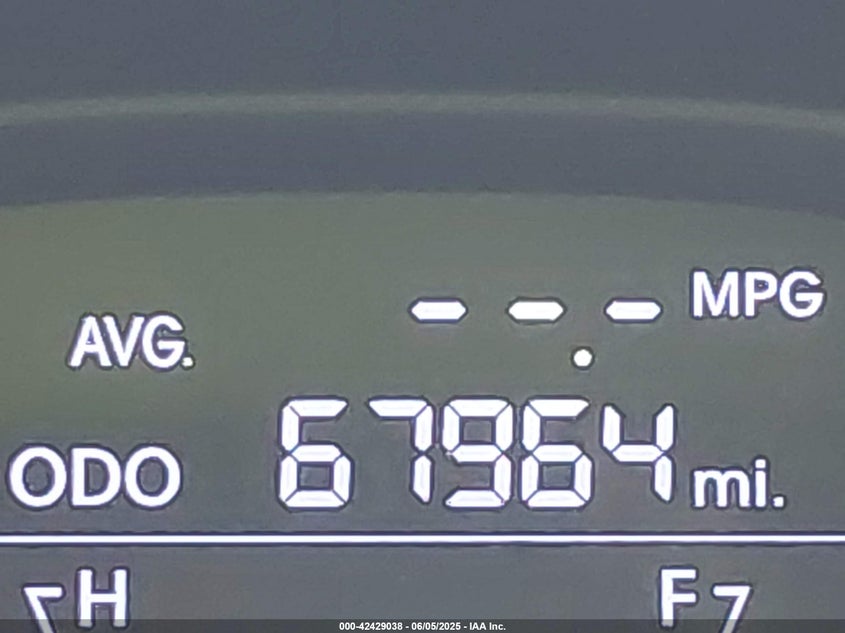 AVG. --.- MPG
ODO 67964 mi.
H F
000-42429038 - 06/05/2025 - IAA Inc.